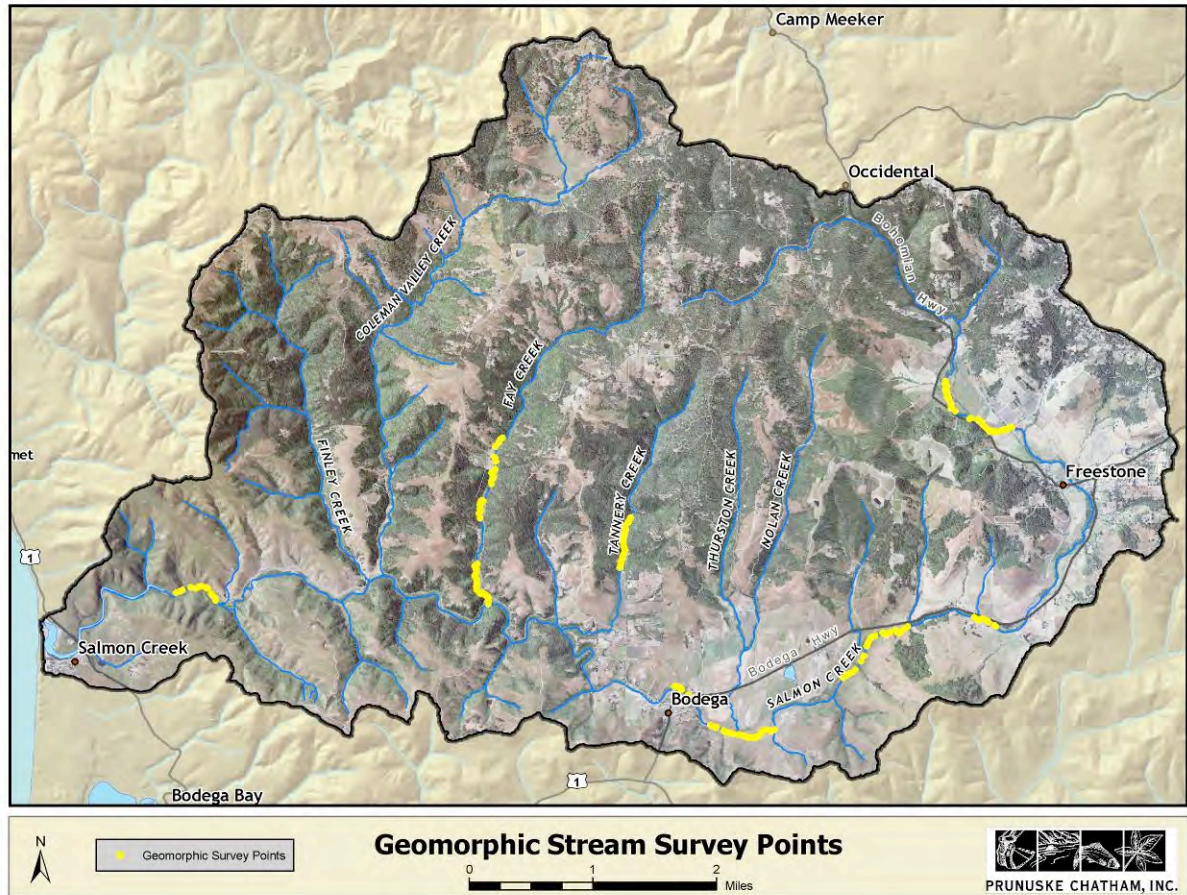 Camp Meeker
Occidental
Bohemian
Hwy
COLEMAN VALLEY CREEK
FAY CREEK
met
FINLEY CREEK
TANNERY CREEK
THURSTON CREEK
NOLAN CREEK
Freestone
1
Salmon Creek
Bodega Hwy
SALMON CREEK
Bodega
1
Bodega Bay
N
Geomorphic Survey Points
Geomorphic Stream Survey Points
0 1 2
Miles
PRUNUSKE CHATHAM, INC.